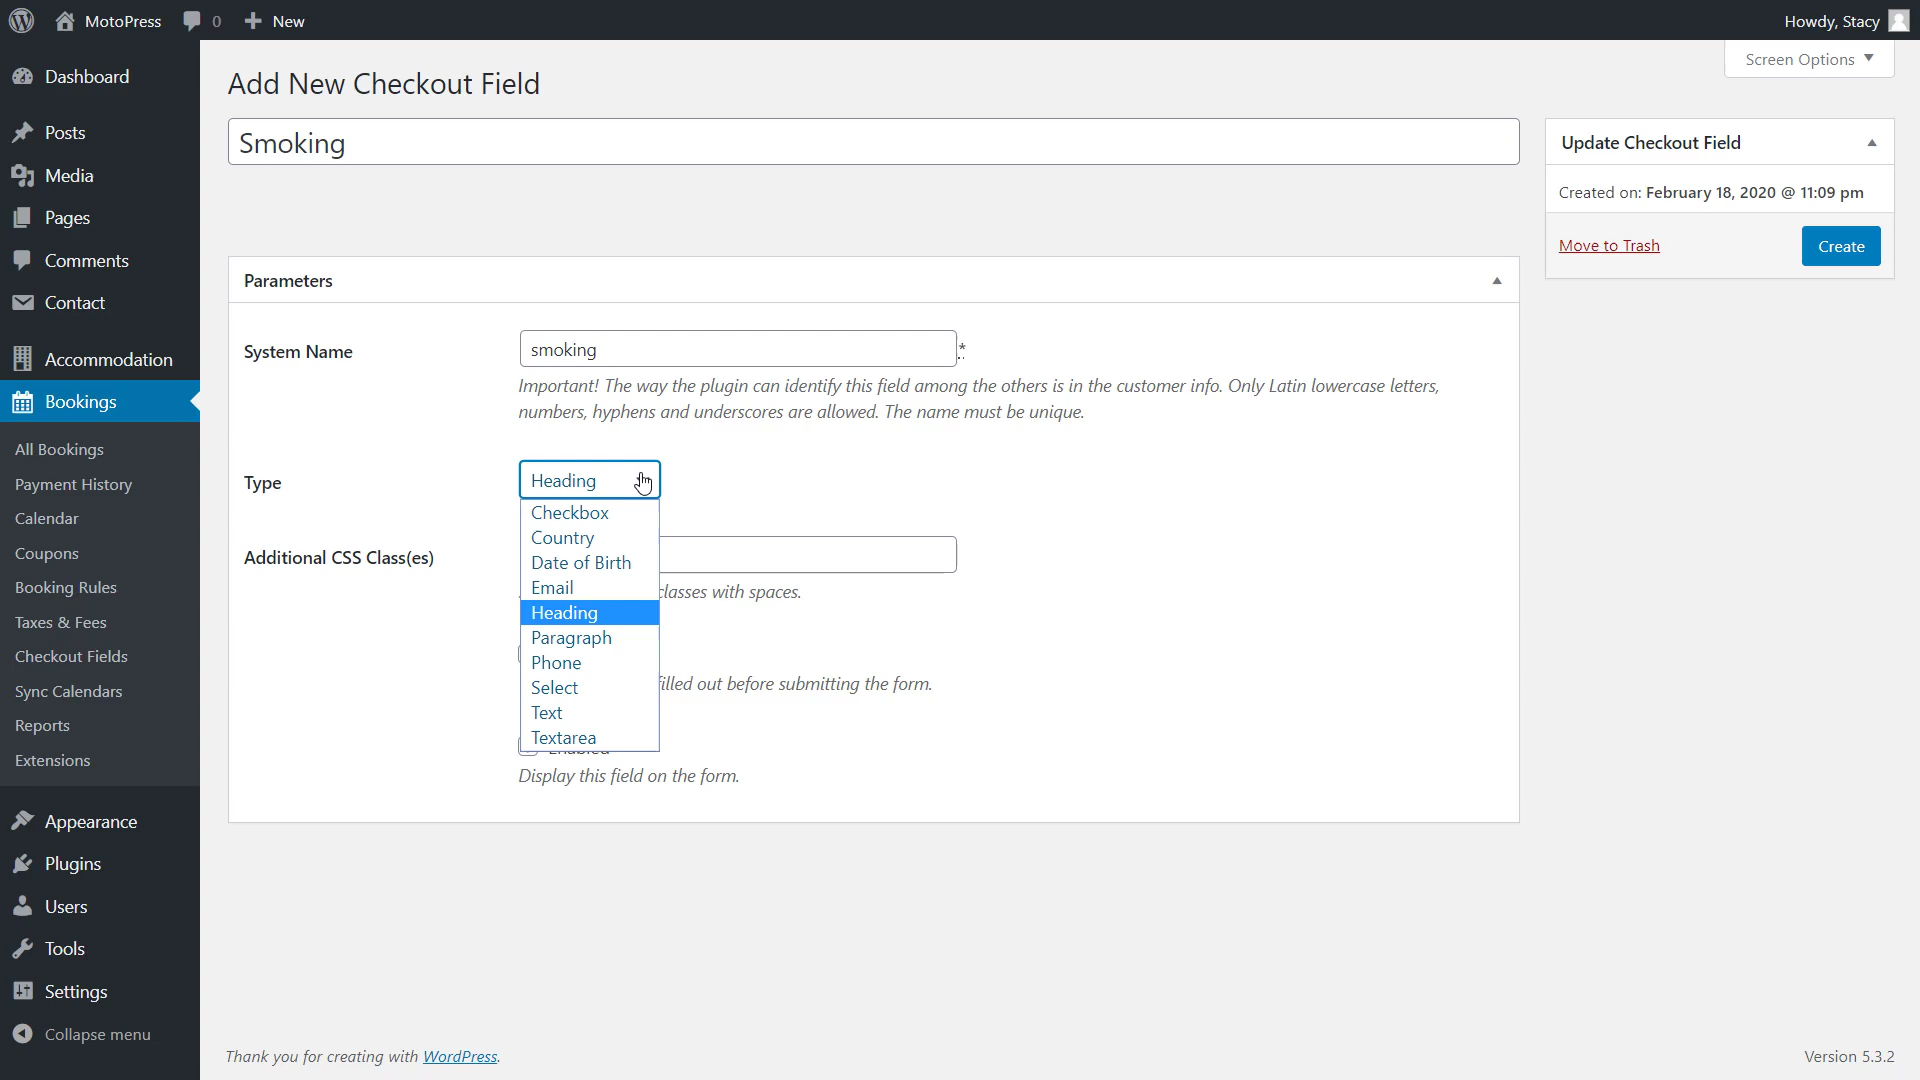 MotoPress
0
New
Howdy, Stacy
Screen Options
Dashboard
Posts
Media
Pages
Comments
Contact
Accommodation
Bookings
All Bookings
Payment History
Calendar
Coupons
Booking Rules
Taxes & Fees
Checkout Fields
Sync Calendars
Reports
Extensions
Appearance
Plugins
Users
Tools
Settings
Collapse menu
Add New Checkout Field
Smoking
Parameters
System Name
smoking
*
Important! The way the plugin can identify this field among the others is in the customer info. Only Latin lowercase letters,
numbers, hyphens and underscores are allowed. The name must be unique.
Type
Heading
Checkbox
Country
Date of Birth
Email
Heading
Paragraph
Phone
Select
Text
Textarea
Additional CSS Class(es)
classes with spaces.
filled out before submitting the form.
Enabled
Display this field on the form.
Update Checkout Field
Created on: February 18, 2020 @ 11:09 pm
Move to Trash
Create
Thank you for creating with WordPress.
Version 5.3.2